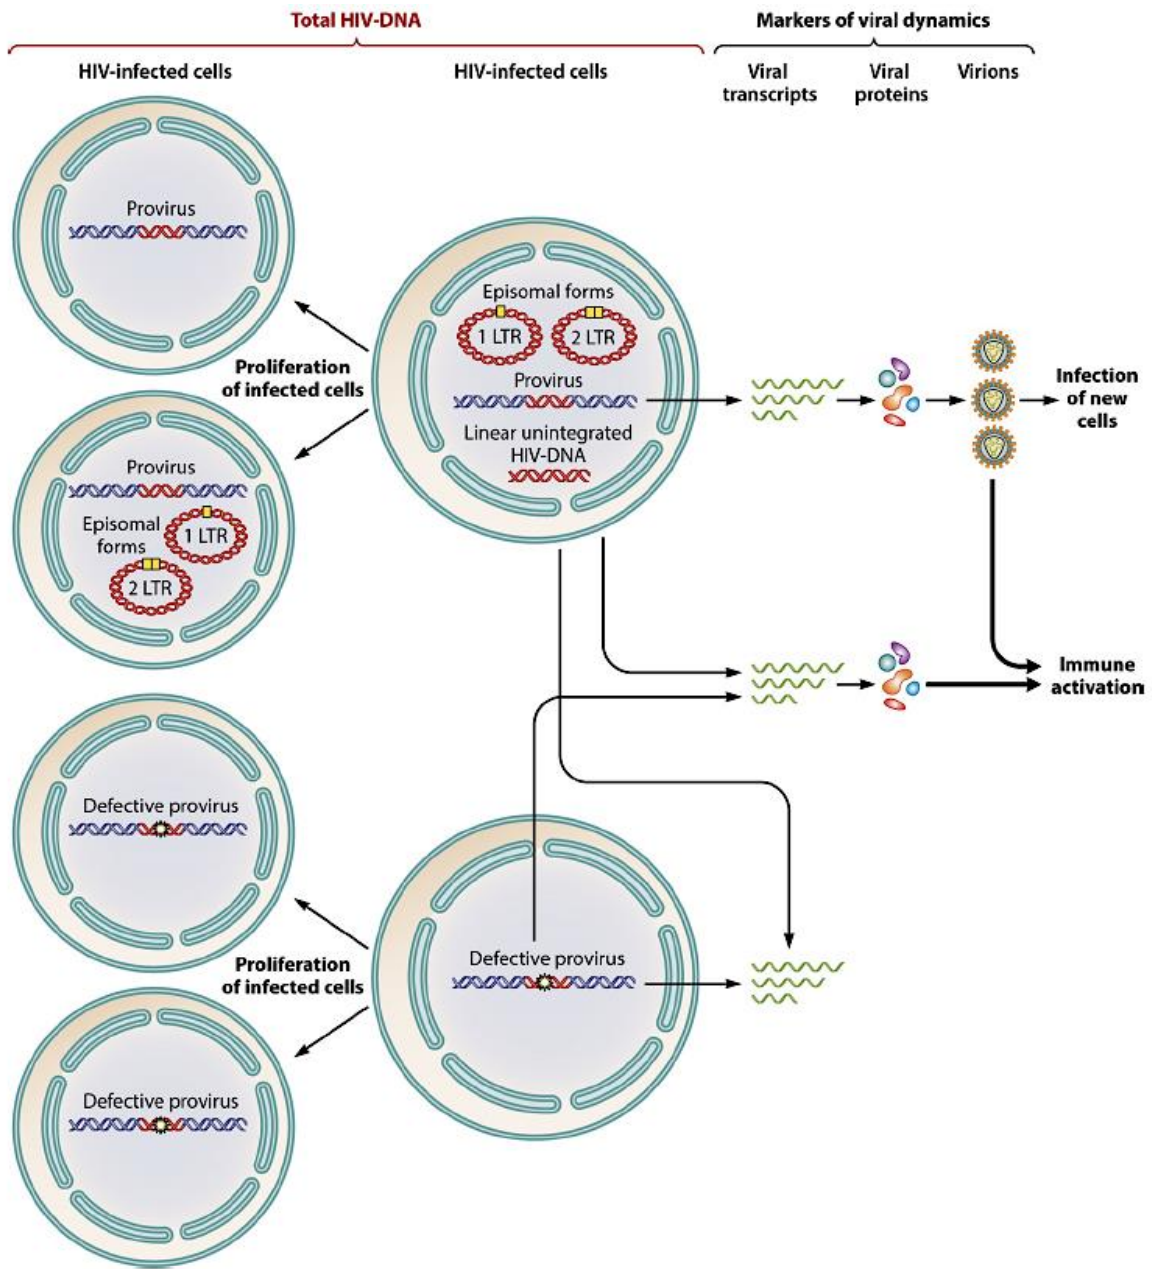 Total HIV-DNA
Markers of viral dynamics
HIV-infected cells
HIV-infected cells
Viral
transcripts
Viral
proteins
Virions
Provirus
Episomal forms
1 LTR
2 LTR
Provirus
Linear unintegrated
HIV-DNA
Proliferation
of infected cells
Infection
of new
cells
Provirus
Episomal
forms
1 LTR
2 LTR
Immune
activation
Defective provirus
Defective provirus
Proliferation
of infected cells
Defective provirus